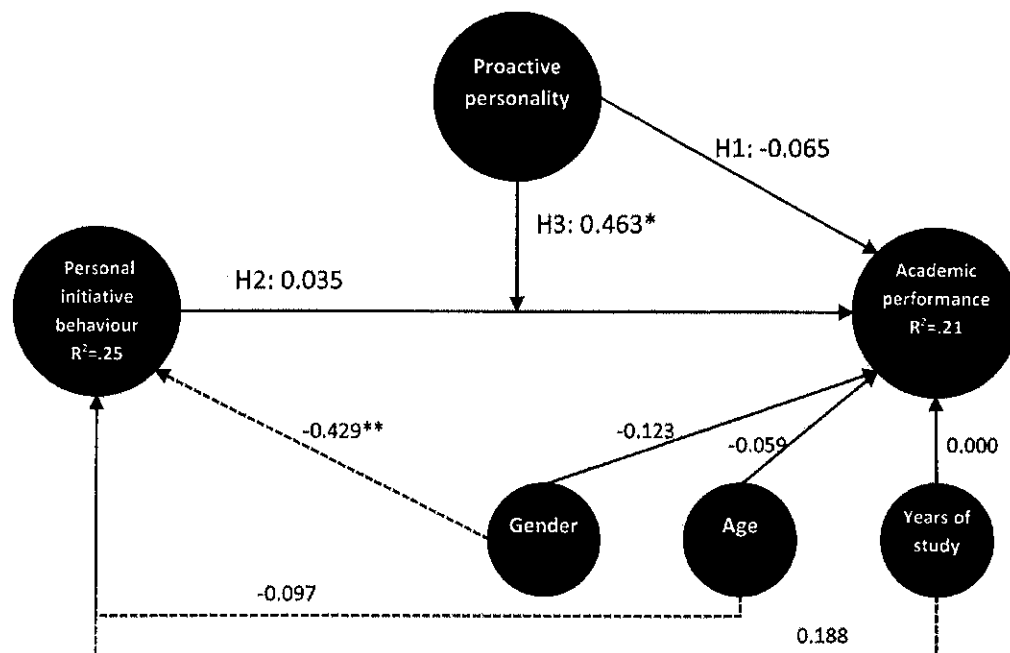 Proactive
personality
H1: -0.065
H3: 0.463*
Personal
initiative
behaviour
R²=.25
H2: 0.035
Academic
performance
R²=.21
-0.429**
-0.123
-0.059
0.000
Gender
Age
Years of
study
-0.097
0.188